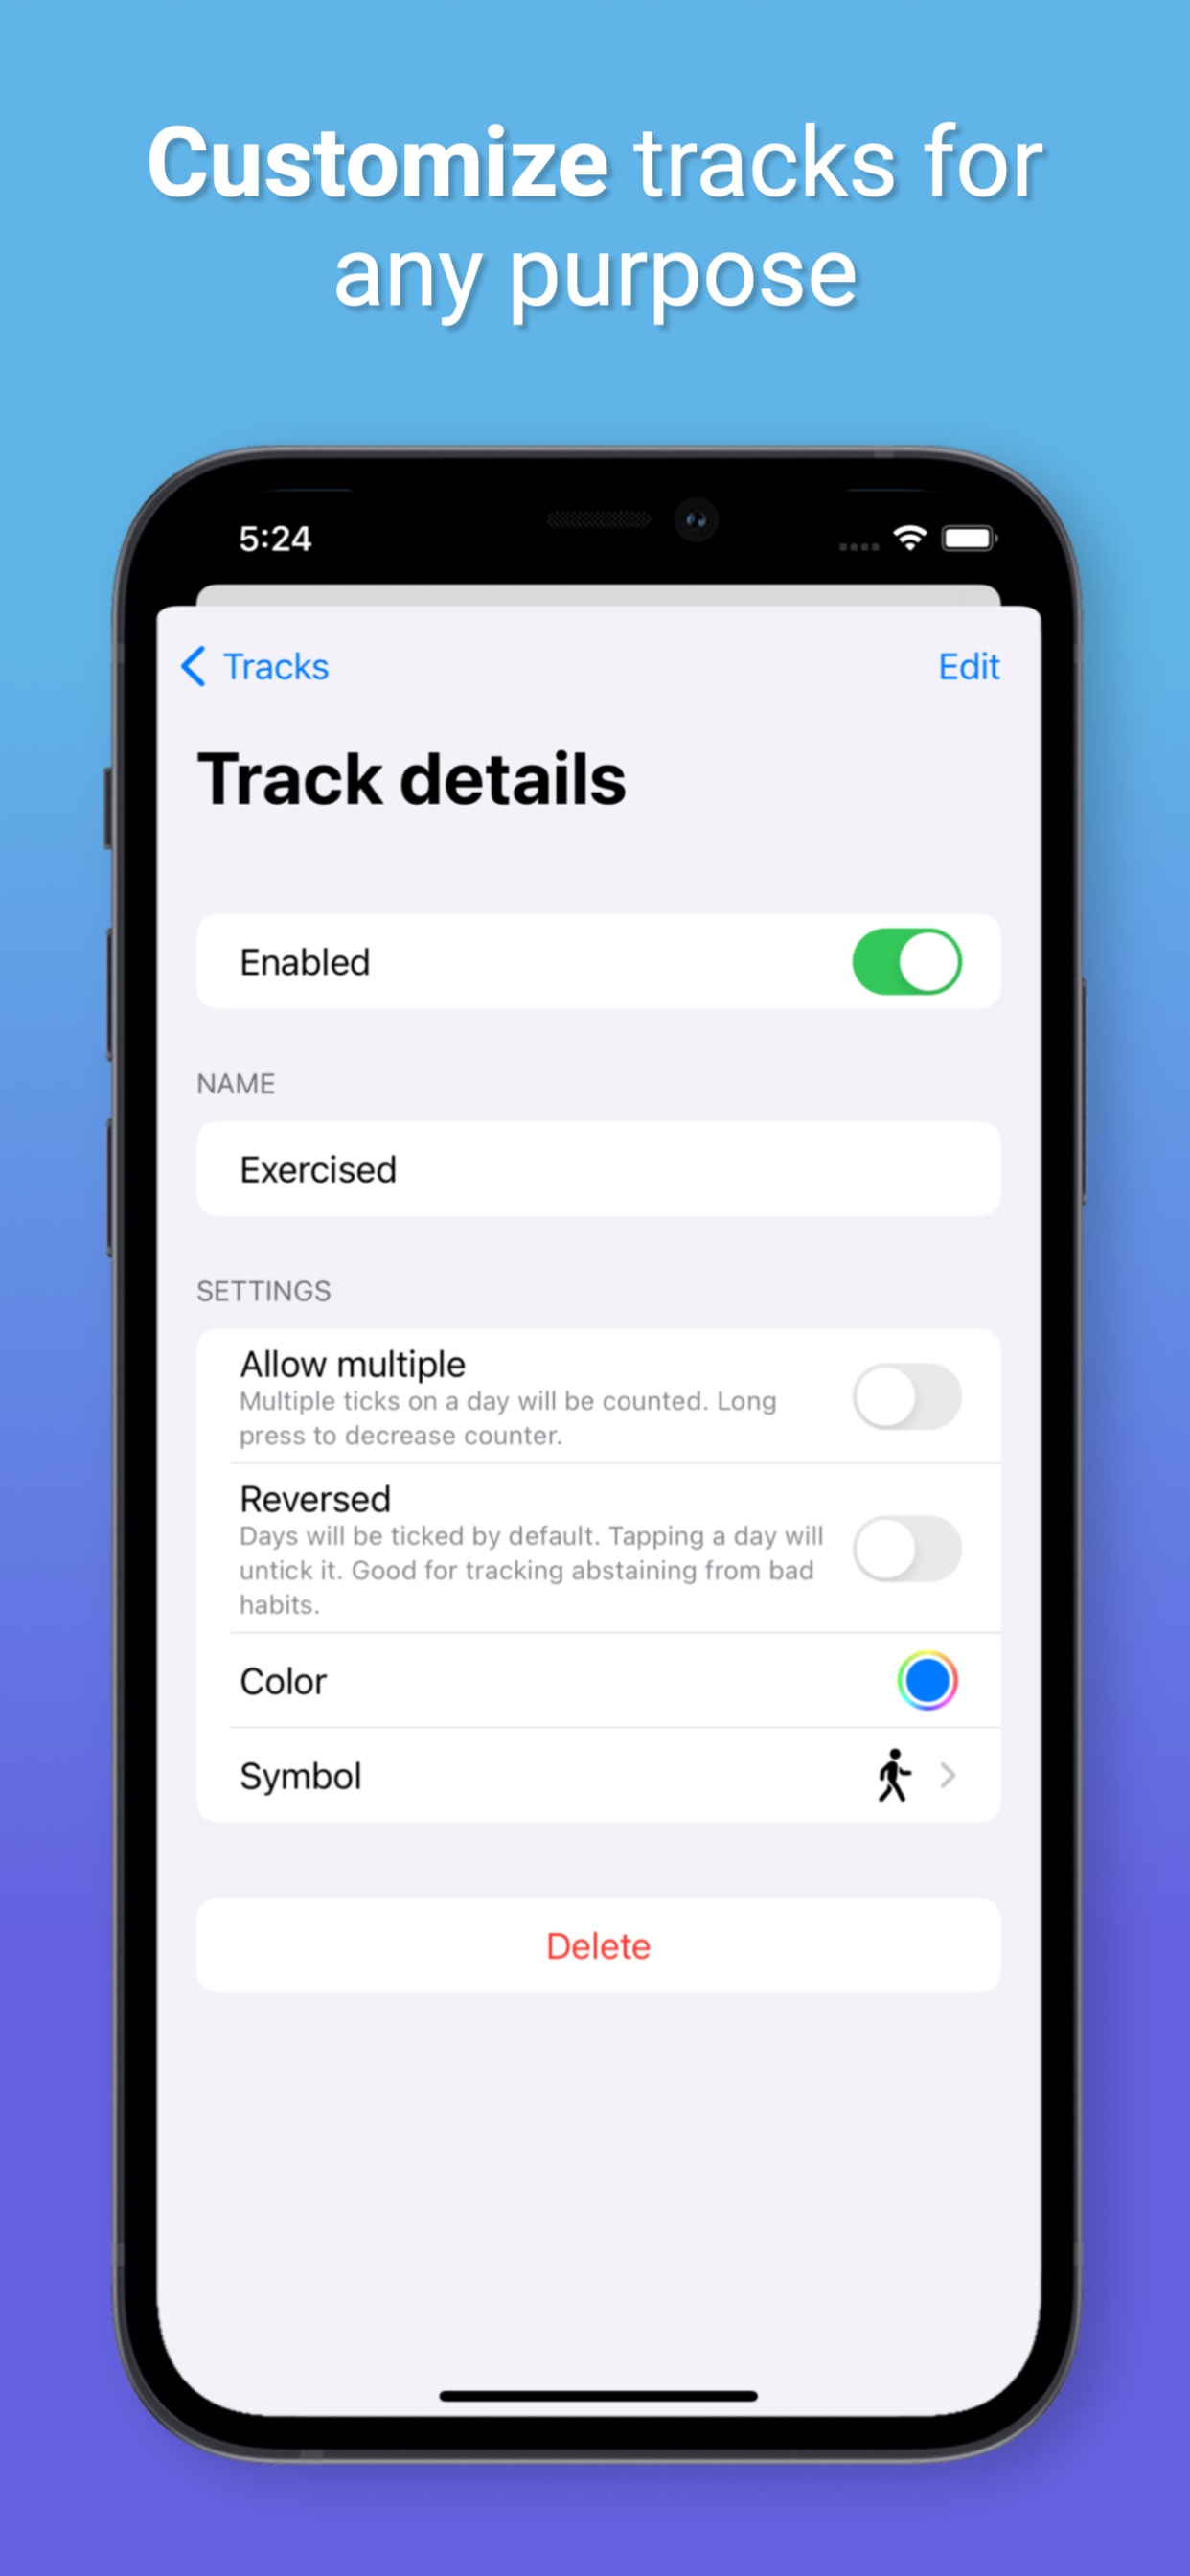 Customize tracks for
any purpose
5:24
Tracks
Edit
Track details
Enabled
NAME
Exercised
SETTINGS
Allow multiple
Multiple ticks on a day will be counted. Long
press to decrease counter.
Reversed
Days will be ticked by default. Tapping a day will
untick it. Good for tracking abstaining from bad
habits.
Color
Symbol
Delete